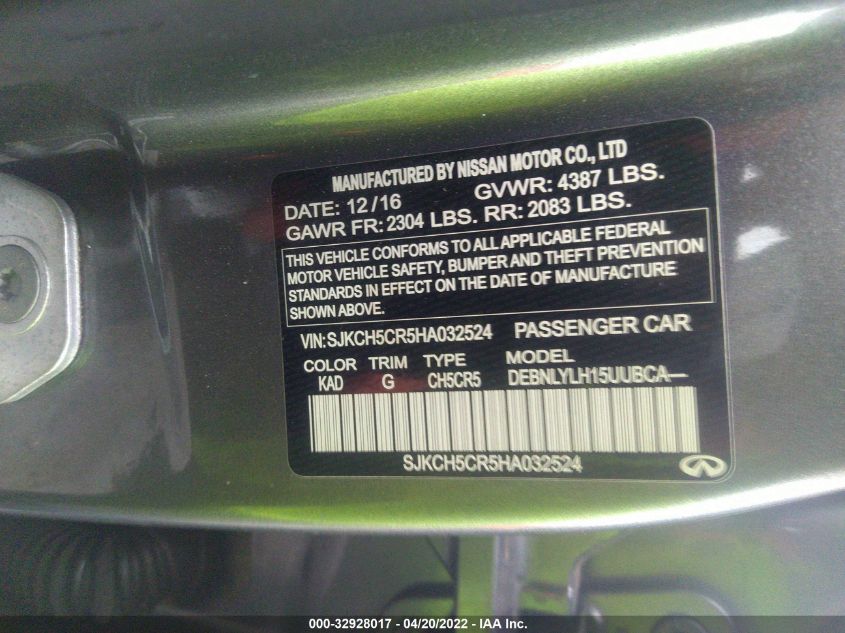 MANUFACTURED BY NISSAN MOTOR CO., LTD
DATE: 12/16 GVWR: 4387 LBS.
GAWR FR: 2304 LBS. RR: 2083 LBS.
THIS VEHICLE CONFORMS TO ALL APPLICABLE FEDERAL
MOTOR VEHICLE SAFETY, BUMPER AND THEFT PREVENTION
STANDARDS IN EFFECT ON THE DATE OF MANUFACTURE
SHOWN ABOVE.
VIN: SJKCH5CR5HA032524 PASSENGER CAR
COLOR TRIM TYPE MODEL
KAD G CH5CR5 DEBNLYLH15UUBCA—
SJKCH5CR5HA032524
000-32928017 — 04/20/2022 — IAA Inc.